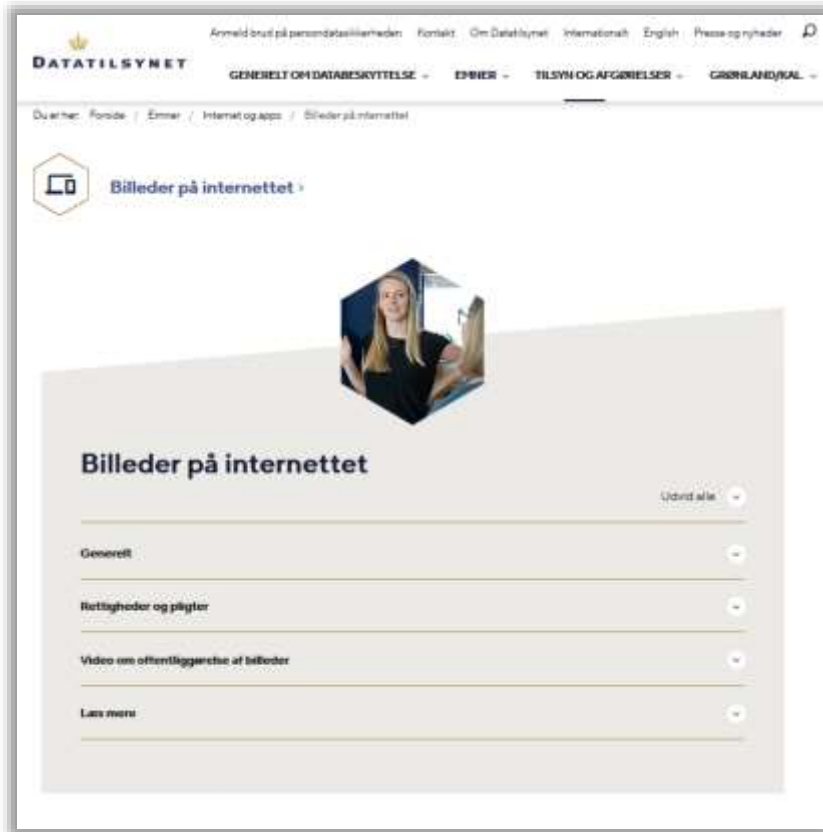 Anmeld brud på persondatasikkerheden Kontakt Om Datatilsynet Internationalt English Presse og nyheder
DATATILSYNET
GENERELT OM DATABESKYTTELSE EMNER TILSYN OG AFGØRELSER GRØNLAND/KAL.
Du er her: Forside / Emner / Internet og apps / Billeder på internettet
Billeder på internettet ›
Billeder på internettet
Udvid alle
Generelt
Rettigheder og pligter
Video om offentliggørelse af billeder
Læs mere